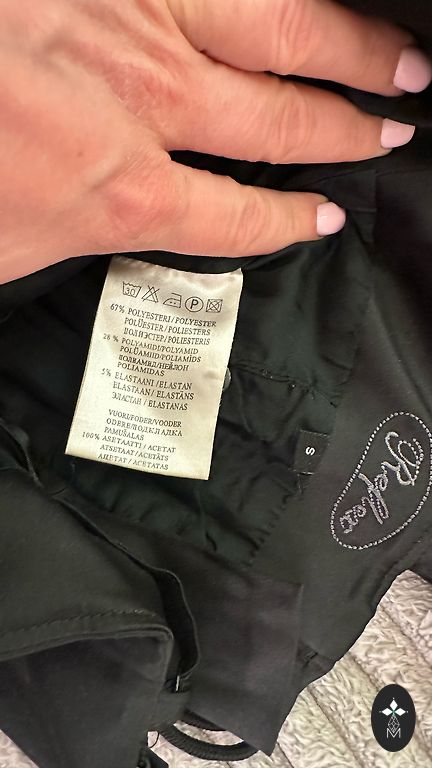 30
P
67% POLYESTERI/POLYESTER
POLÜESTER/POLIESTERS
ПОЛИЭСТЕР/POLIESTERIS
28 % POLYAMIDI/POLYAMID
POLÜAMIID/POLIAMĪDS
ПОЛИАМИД/НЕЙЛОН
POLIAMIDAS
5% ELASTAANI/ELASTAN
ELASTAAN/ELASTĀNS
ЭЛАСТАН/ELASTANAS
VUORI/FODER/VOODER
ODERE/ПОДКЛАДКА
PAMUŠALAS
100% ASETAATTI/ACETAT
ATSETAAT/ACETĀTS
АЦЕТАТ/ACETATAS
S
Reflex
M